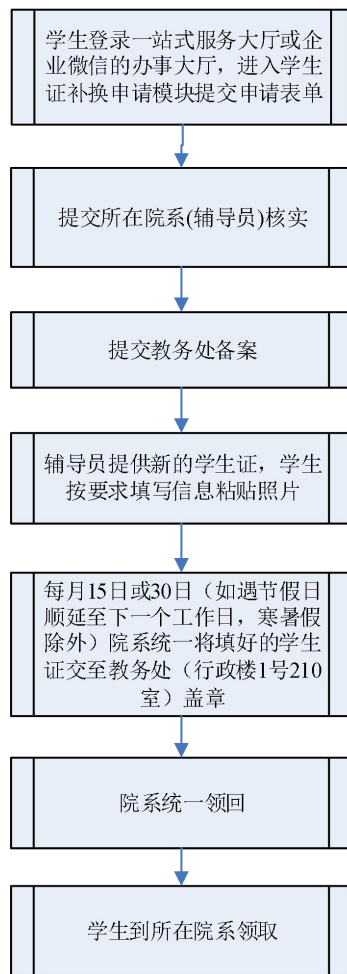 学生登录一站式服务大厅或企
业微信的办事大厅，进入学生
证补换申请模块提交申请表单
提交所在院系(辅导员)核实
提交教务处备案
辅导员提供新的学生证，学生
按要求填写信息粘贴照片
每月15日或30日（如遇节假日
顺延至下一个工作日，寒暑假
除外）院系统一将填好的学生
证交至教务处（行政楼1号210
室）盖章
院系统一领回
学生到所在院系领取